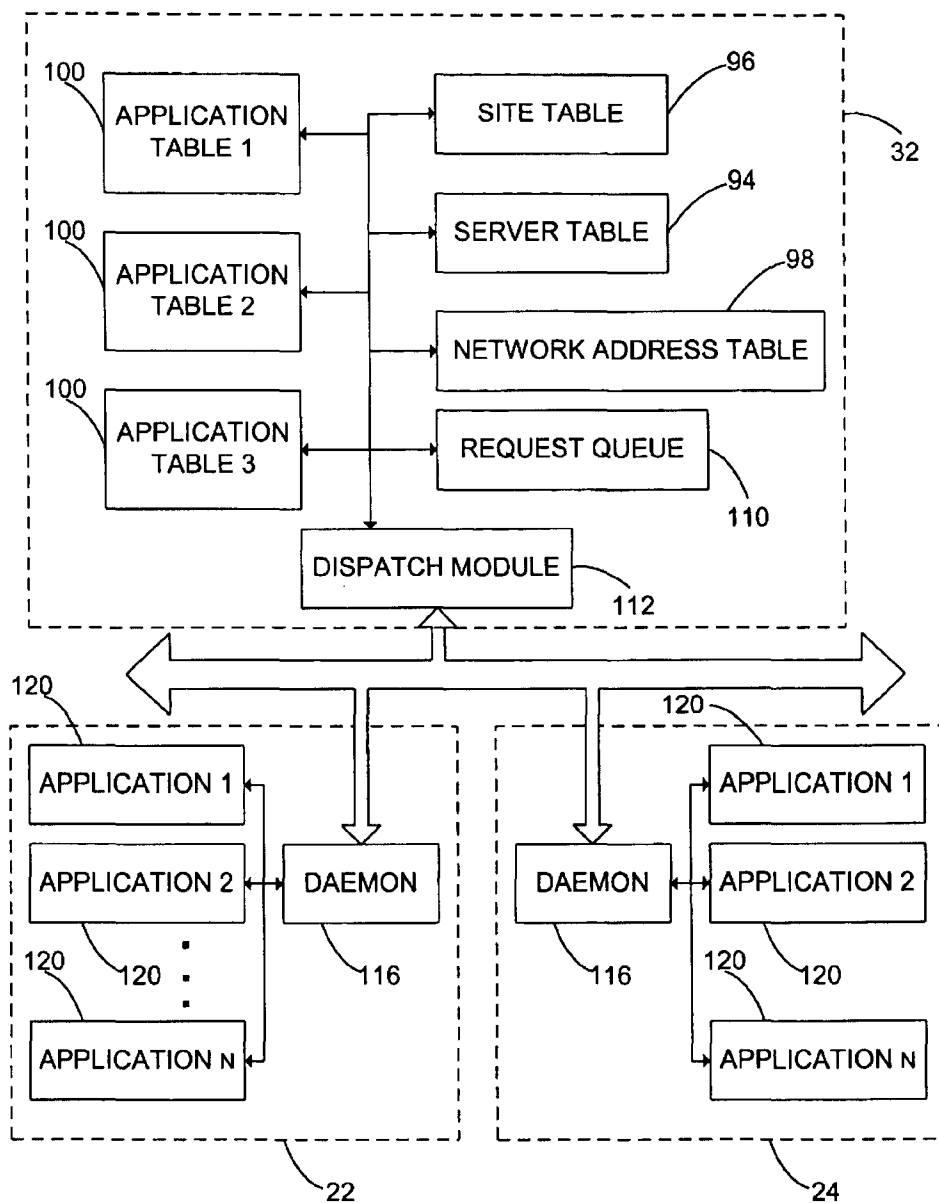 100
APPLICATION
TABLE 1
96
SITE TABLE
32
100
APPLICATION
TABLE 2
94
SERVER TABLE
98
NETWORK ADDRESS TABLE
100
APPLICATION
TABLE 3
REQUEST QUEUE
110
DISPATCH MODULE
112
120
APPLICATION 1
APPLICATION 2
120
120
APPLICATION N
DAEMON
116
22
120
APPLICATION 1
DAEMON
116
APPLICATION 2
120
120
APPLICATION N
24